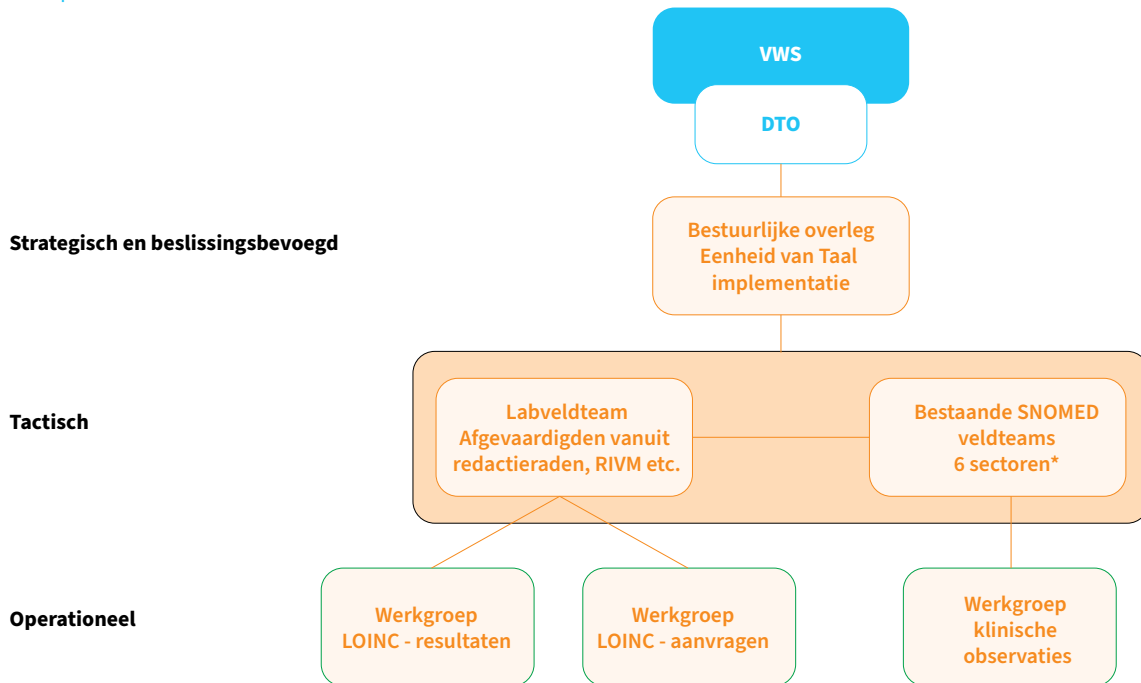 VWS
DTO
Strategisch en beslissingsbevoegd
Bestuurlijke overleg
Eenheid van Taal
implementatie
Tactisch
Labveldteam
Afgevaardigden vanuit
redactieraden, RIVM etc.
Bestaande SNOMED
veldteams
6 sectoren*
Operationeel
Werkgroep
LOINC - resultaten
Werkgroep
LOINC - aanvragen
Werkgroep
klinische
observaties